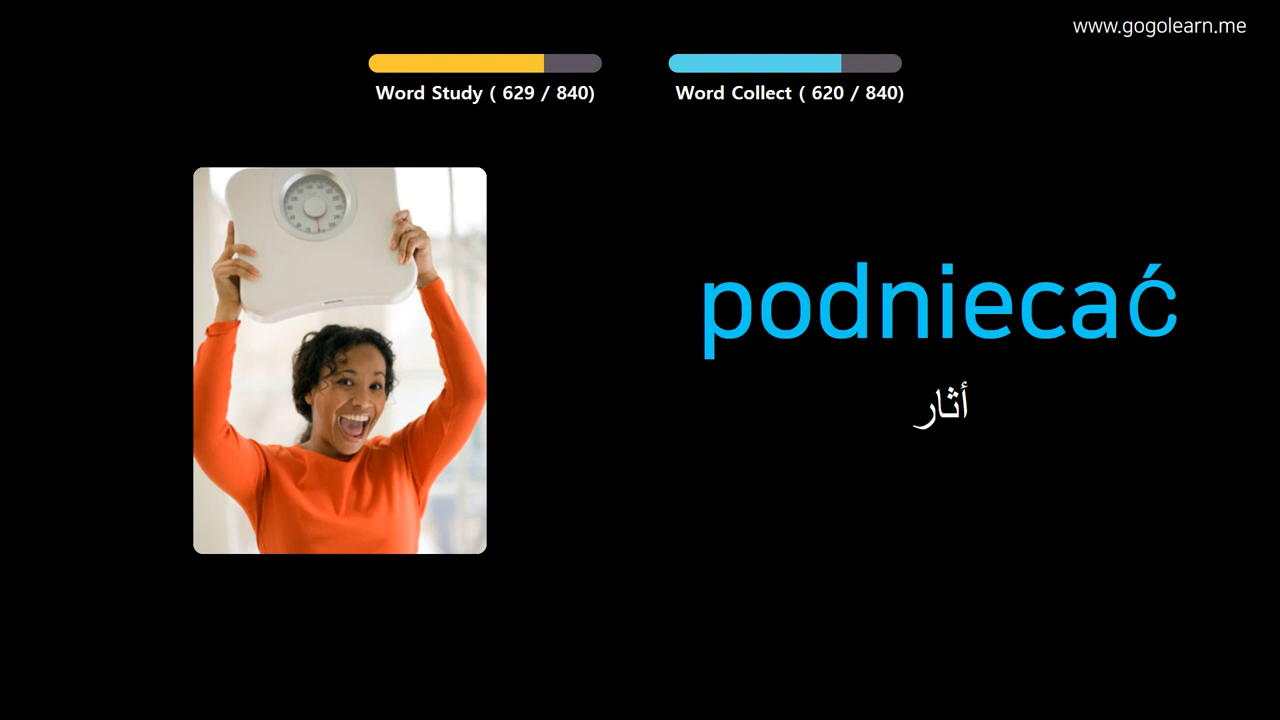 www.gogolearn.me
Word Study ( 629 / 840)
Word Collect ( 620 / 840)
podniecać
أثار